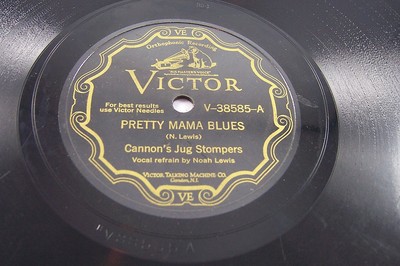 VE
Orthophonic Recording
"HIS MASTER'S VOICE"
VICTOR
For best results
use Victor Needles
V-38585-A
PRETTY MAMA BLUES
(N. Lewis)
Cannon's Jug Stompers
Vocal refrain by Noah Lewis
VICTOR TALKING MACHINE CO.
Camden, N.J.
VE